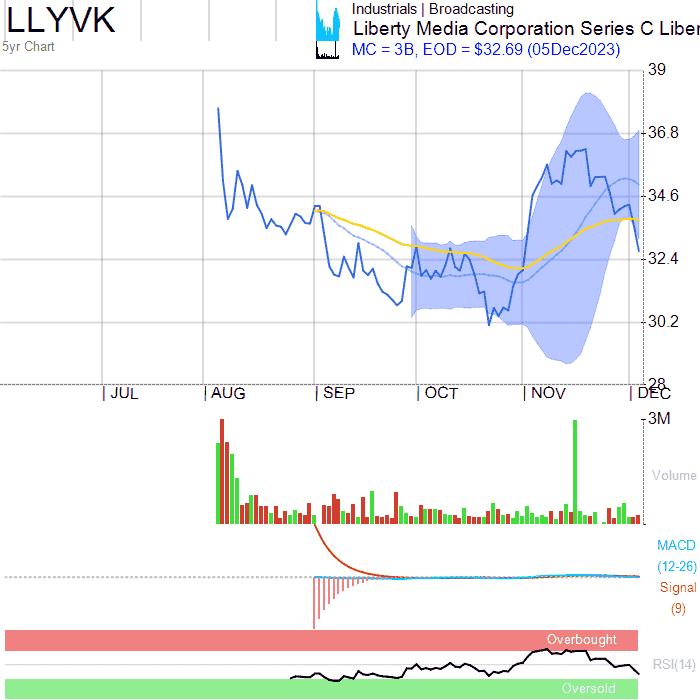 LLYVK
5yr Chart
Industrials | Broadcasting
Liberty Media Corporation Series C Liber
MC = 3B, EOD = $32.69 (05Dec2023)
39
36.8
34.6
32.4
30.2
28
JUL AUG SEP OCT NOV DEC
3M
Volume
MACD
(12-26)
Signal
(9)
Overbought
RSI(14)
Oversold